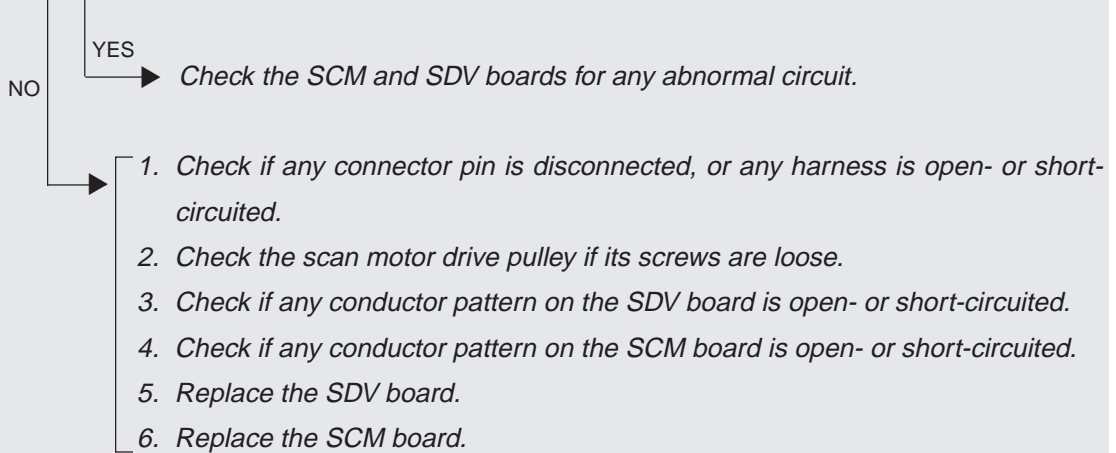 YES
Check the SCM and SDV boards for any abnormal circuit.
NO
1. Check if any connector pin is disconnected, or any harness is open- or short-
circuited.
2. Check the scan motor drive pulley if its screws are loose.
3. Check if any conductor pattern on the SDV board is open- or short-circuited.
4. Check if any conductor pattern on the SCM board is open- or short-circuited.
5. Replace the SDV board.
6. Replace the SCM board.